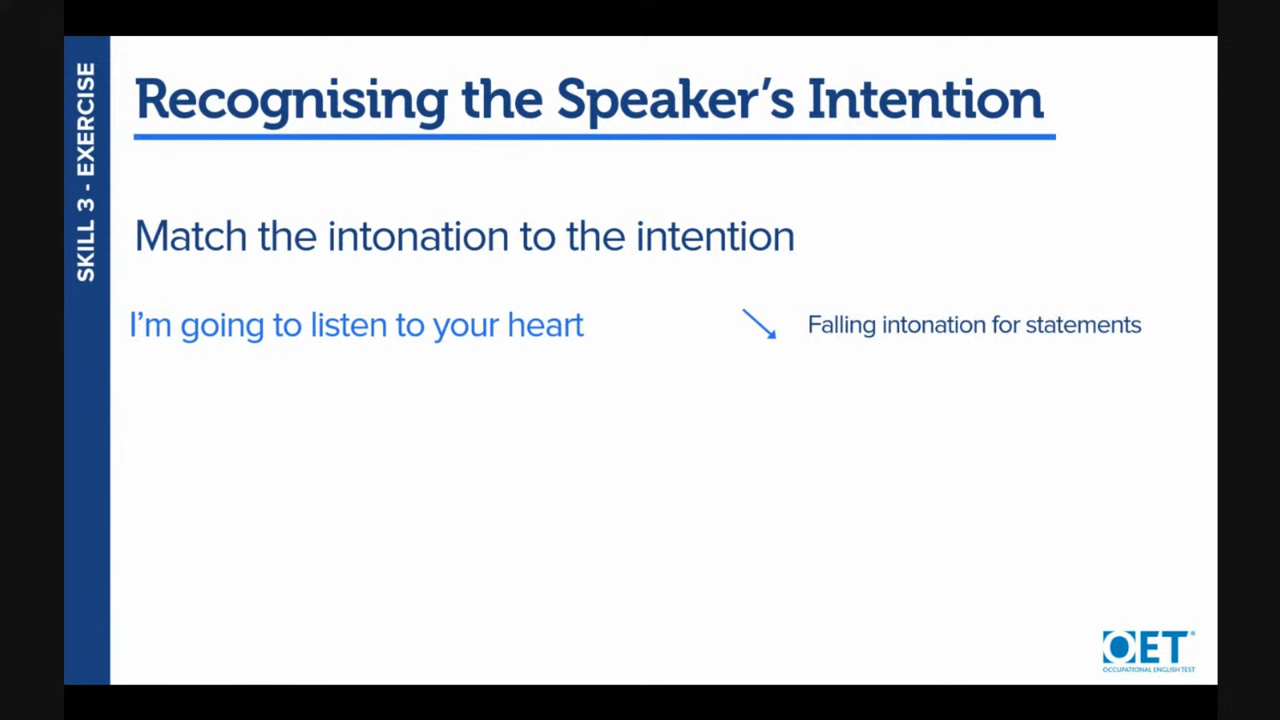 SKILL 3 - EXERCISE
Recognising the Speaker's Intention
Match the intonation to the intention
I'm going to listen to your heart
Falling intonation for statements
OET®
OCCUPATIONAL ENGLISH TEST